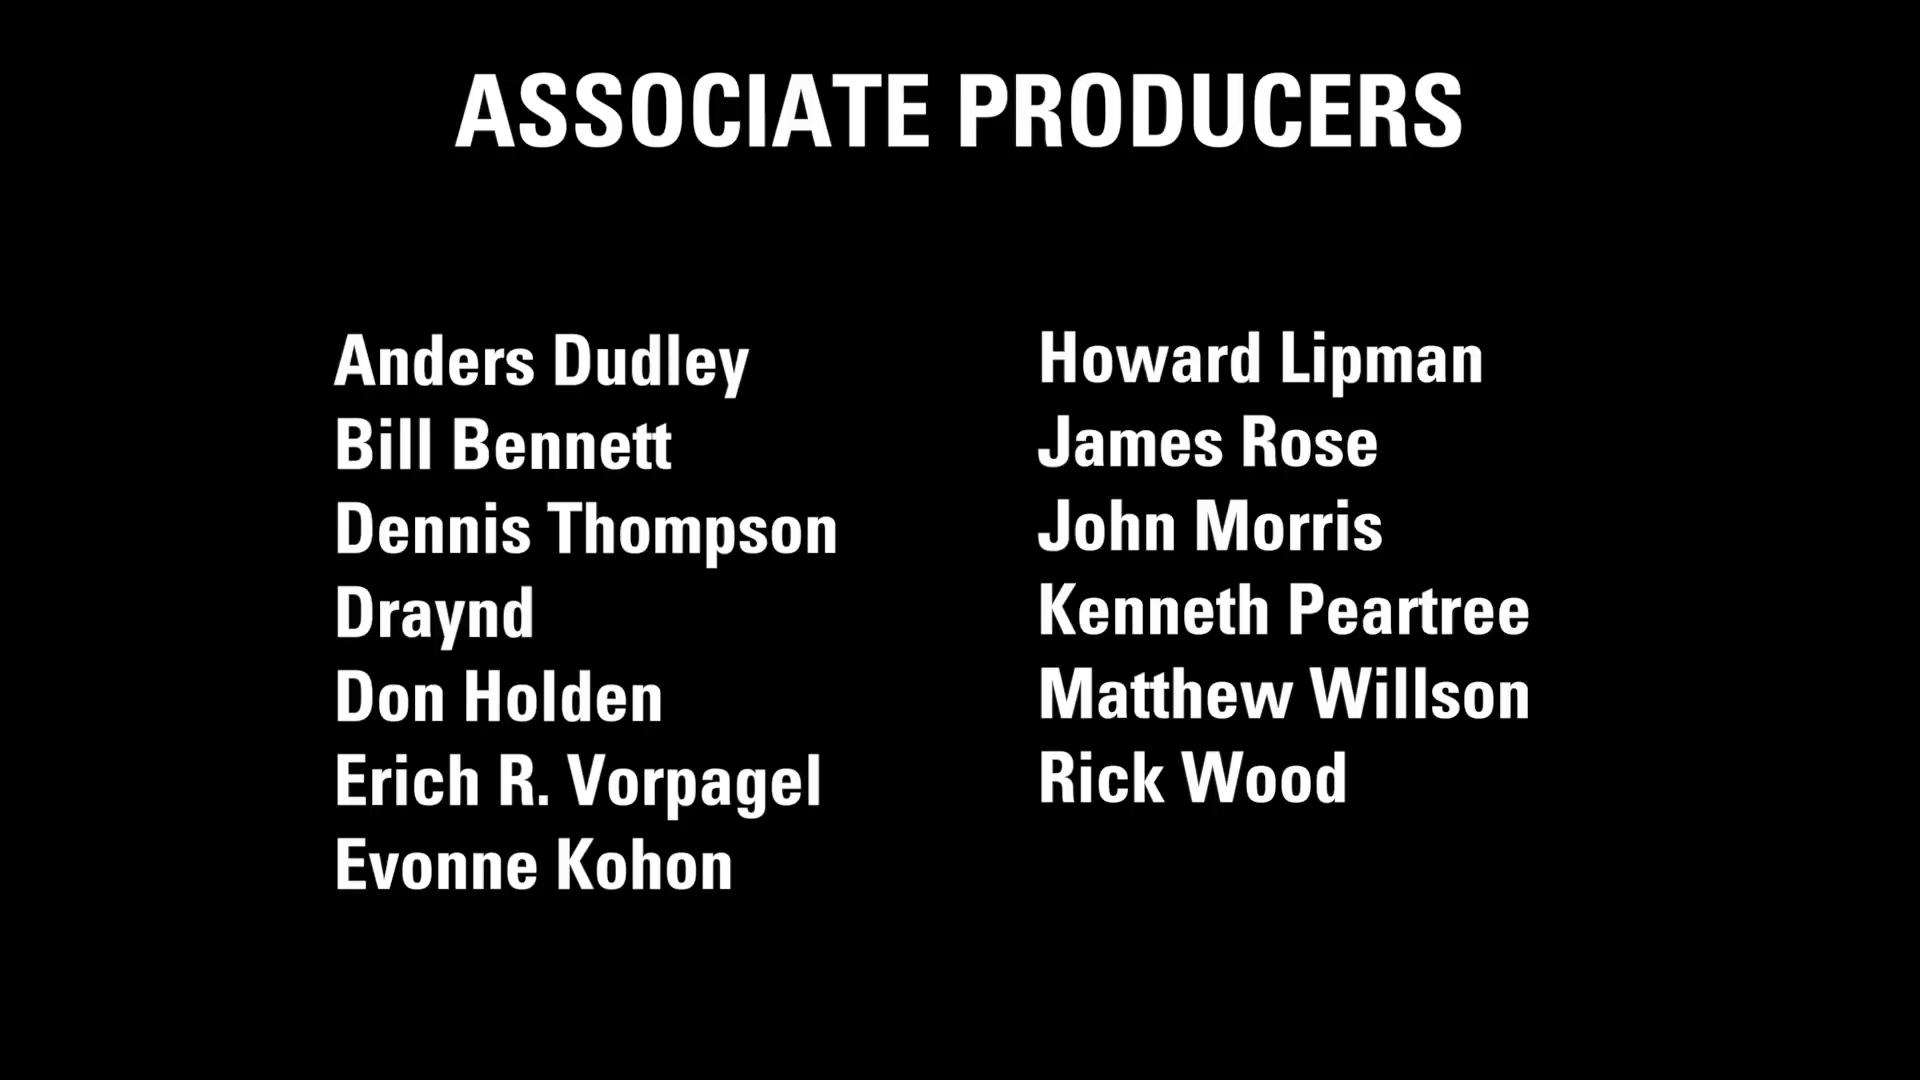 ASSOCIATE PRODUCERS
Anders Dudley
Bill Bennett
Dennis Thompson
Draynd
Don Holden
Erich R. Vorpagel
Evonne Kohon
Howard Lipman
James Rose
John Morris
Kenneth Peartree
Matthew Willson
Rick Wood